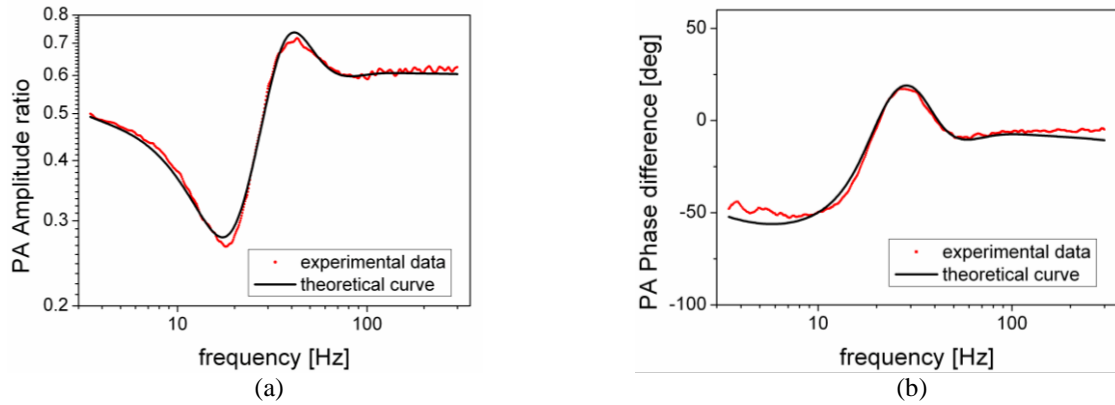 0.8
0.7
0.6
0.5
0.4
0.3
0.2
PA Amplitude ratio
experimental data
theoretical curve
10 100
frequency [Hz]
(a)
50
0
-50
-100
PA Phase difference [deg]
experimental data
theoretical curve
10 100
frequency [Hz]
(b)